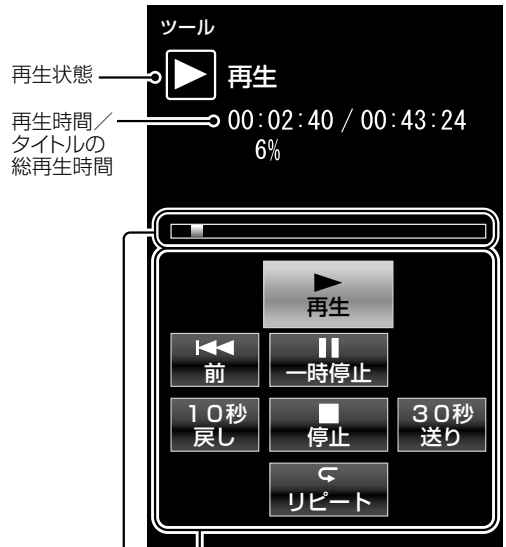 ツール
再生状態
再生
再生時間／
タイトルの
総再生時間
00:02:40 / 00:43:24
6%
再生
前
一時停止
１０秒
戻し
停止
３０秒
送り
リピート